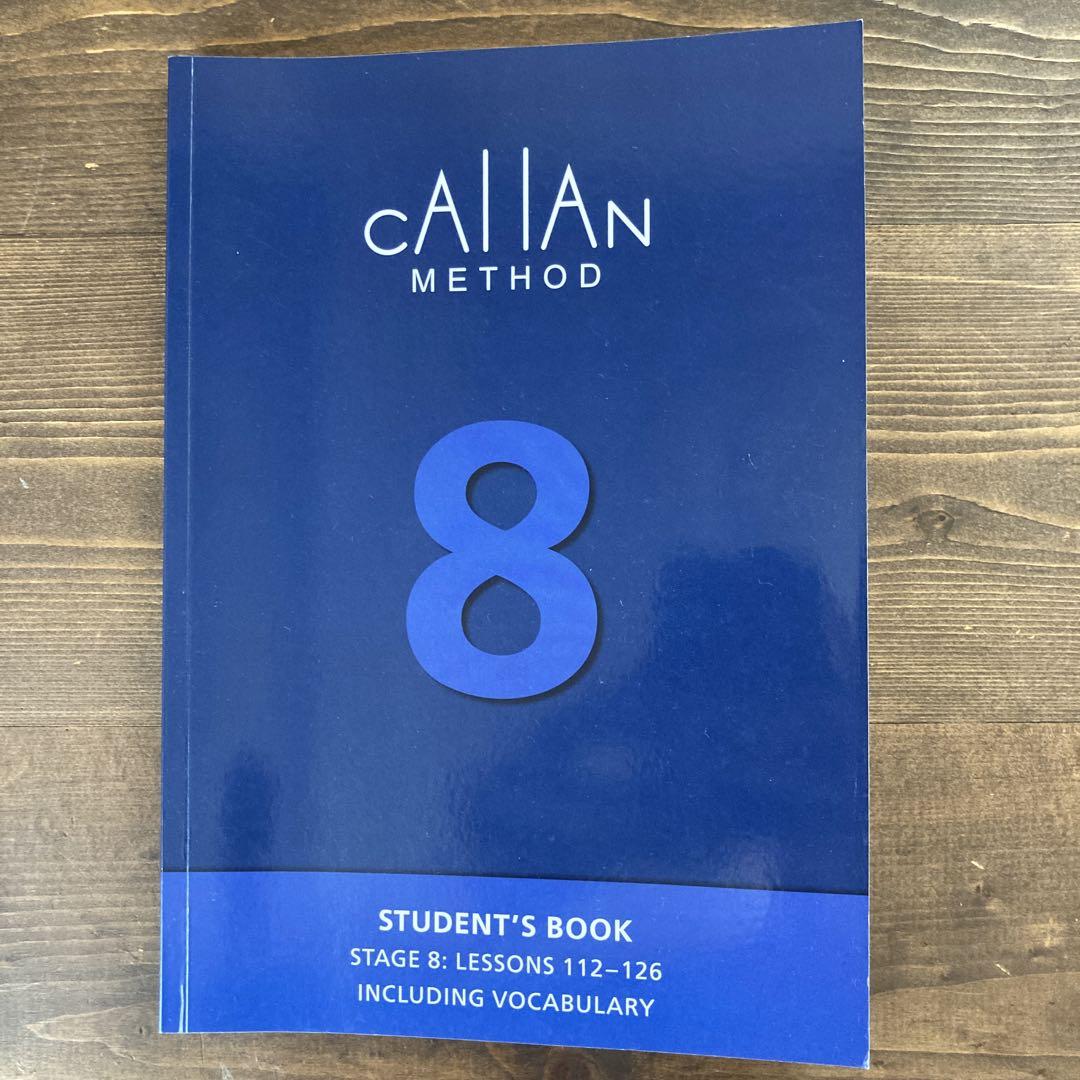 CAllAN
METHOD
8
STUDENT'S BOOK
STAGE 8: LESSONS 112–126
INCLUDING VOCABULARY